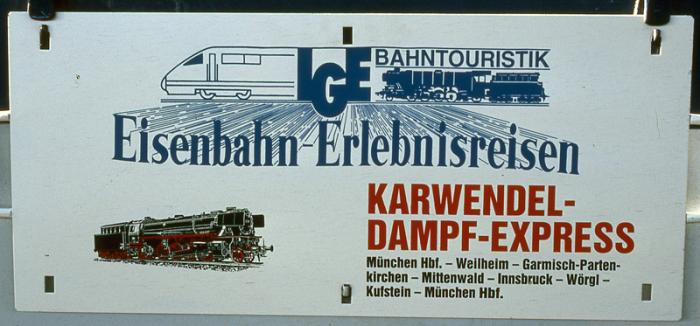 IGE BAHNTOURISTIK
Eisenbahn-Erlebnisreisen
KARWENDEL-
DAMPF-EXPRESS
München Hbf. – Weilheim – Garmisch-Parten-
kirchen – Mittenwald – Innsbruck – Wörgl –
Kufstein – München Hbf.